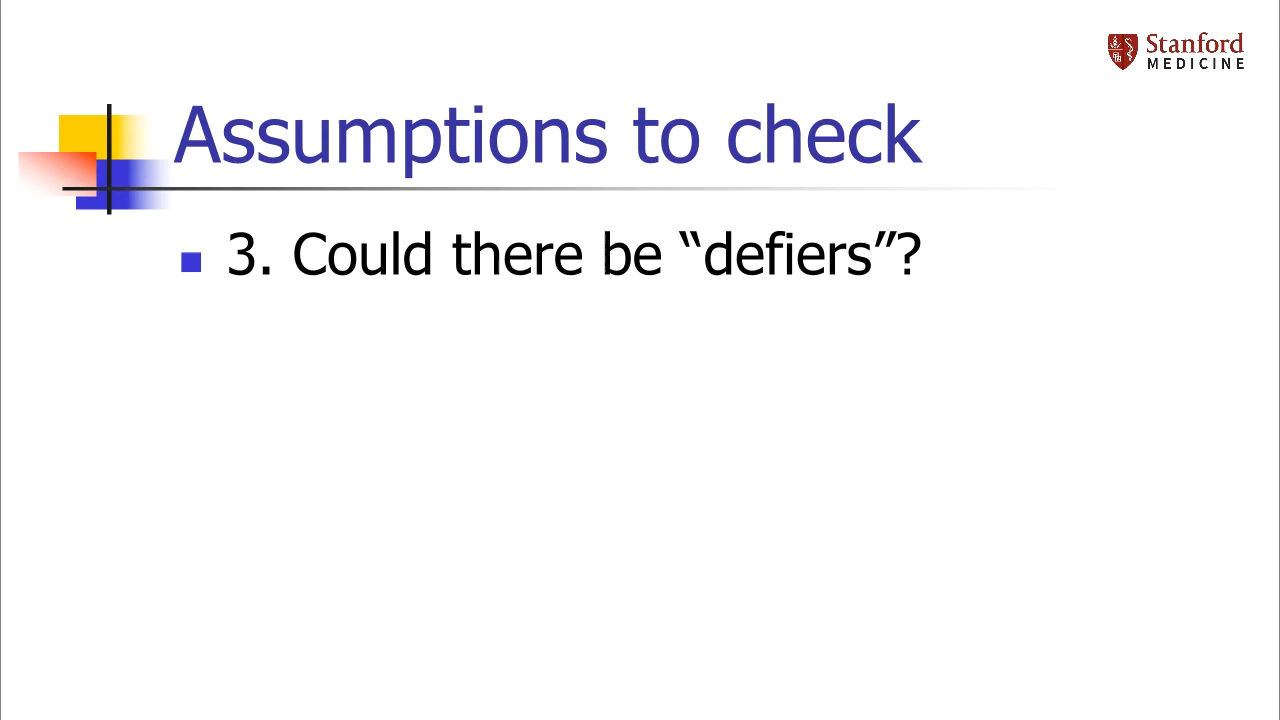 Stanford
MEDICINE
Assumptions to check
3. Could there be “defiers”?